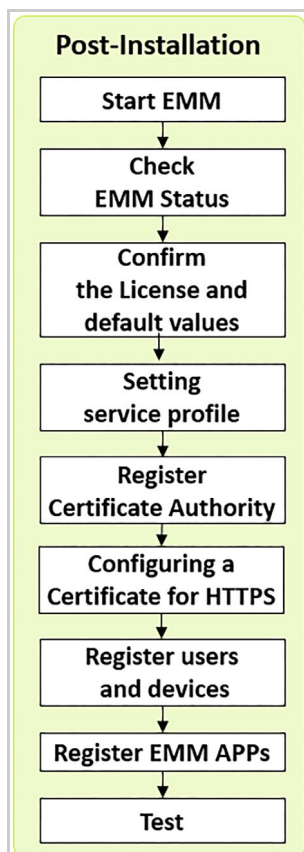 Post-Installation
Start EMM
Check
EMM Status
Confirm
the License and
default values
Setting
service profile
Register
Certificate Authority
Configuring a
Certificate for HTTPS
Register users
and devices
Register EMM APPs
Test